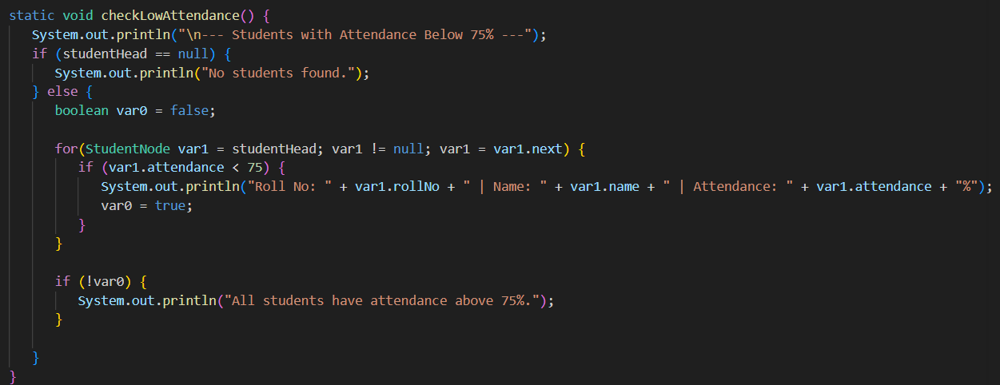 static void checkLowAttendance() {
    System.out.println("\n--- Students with Attendance Below 75% ---");
    if (studentHead == null) {
        System.out.println("No students found.");
    } else {
        boolean var0 = false;

        for(StudentNode var1 = studentHead; var1 != null; var1 = var1.next) {
            if (var1.attendance < 75) {
                System.out.println("Roll No: " + var1.rollNo + " | Name: " + var1.name + " | Attendance: " + var1.attendance + "%");
                var0 = true;
            }
        }

        if (!var0) {
            System.out.println("All students have attendance above 75%.");
        }

    }
}